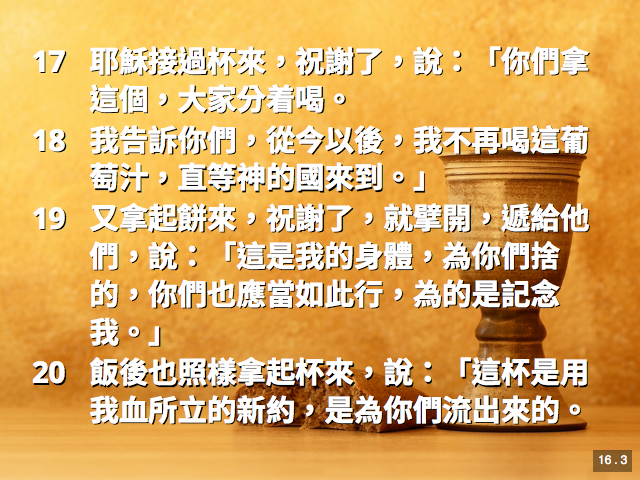 17 耶穌接過杯來，祝謝了，說：「你們拿
這個，大家分着喝。
18 我告訴你們，從今以後，我不再喝這葡
萄汁，直等神的國來到。」
19 又拿起餅來，祝謝了，就擘開，遞給他
們，說：「這是我的身體，為你們捨
的，你們也應當如此行，為的是記念
我。」
20 飯後也照樣拿起杯來，說：「這杯是用
我血所立的新約，是為你們流出來的。
16.3